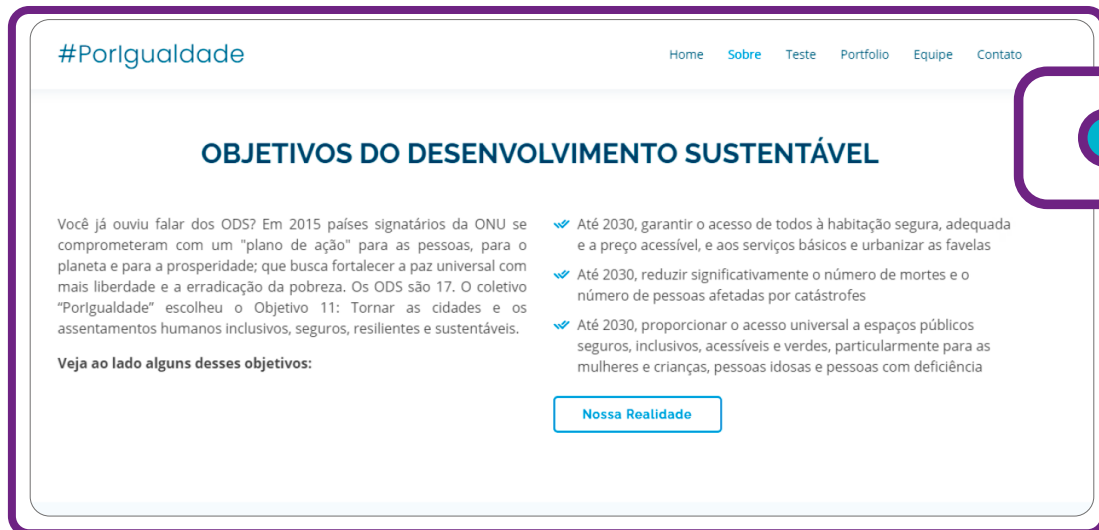 #PorIgualdade
Home Sobre Teste Portfolio Equipe Contato
OBJETIVOS DO DESENVOLVIMENTO SUSTENTÁVEL
Você já ouviu falar dos ODS? Em 2015 países signatários da ONU se
comprometeram com um "plano de ação" para as pessoas, para o
planeta e para a prosperidade; que busca fortalecer a paz universal com
mais liberdade e a erradicação da pobreza. Os ODS são 17. O coletivo
“PorIgualdade” escolheu o Objetivo 11: Tornar as cidades e os
assentamentos humanos inclusivos, seguros, resilientes e sustentáveis.
Veja ao lado alguns desses objetivos:
Até 2030, garantir o acesso de todos à habitação segura, adequada
e a preço acessível, e aos serviços básicos e urbanizar as favelas
Até 2030, reduzir significativamente o número de mortes e o
número de pessoas afetadas por catástrofes
Até 2030, proporcionar o acesso universal a espaços públicos
seguros, inclusivos, acessíveis e verdes, particularmente para as
mulheres e crianças, pessoas idosas e pessoas com deficiência
Nossa Realidade